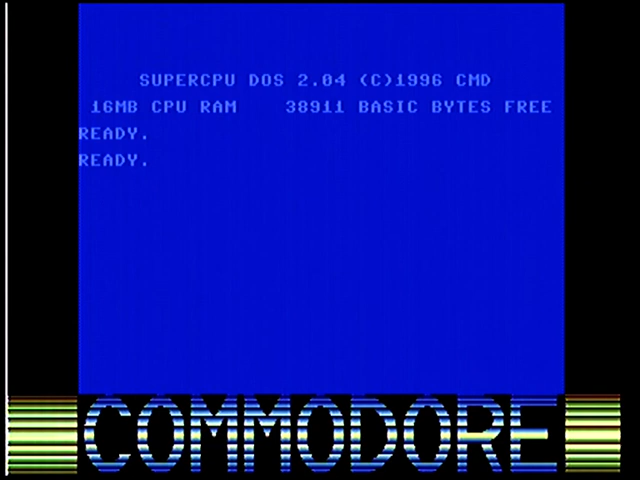 SUPERCPU DOS 2.04 (C)1996 CMD
16MB CPU RAM    38911 BASIC BYTES FREE
READY.
READY.
COMMODORE